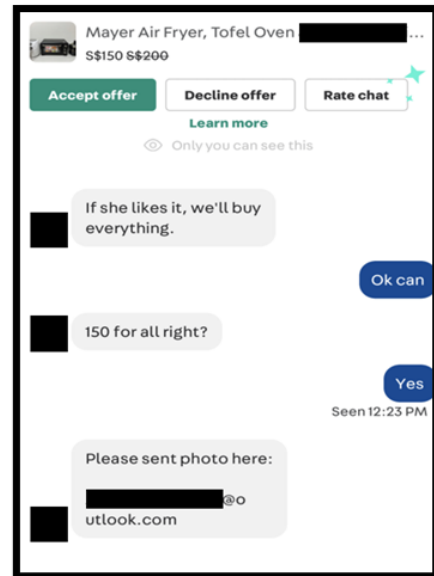 Mayer Air Fryer, Tofel Oven ...
S$150 S$200
Accept offer Decline offer Rate chat
Learn more
Only you can see this
If she likes it, we'll buy
everything.
Ok can
150 for all right?
Yes
Seen 12:23 PM
Please sent photo here:
@o
utlook.com